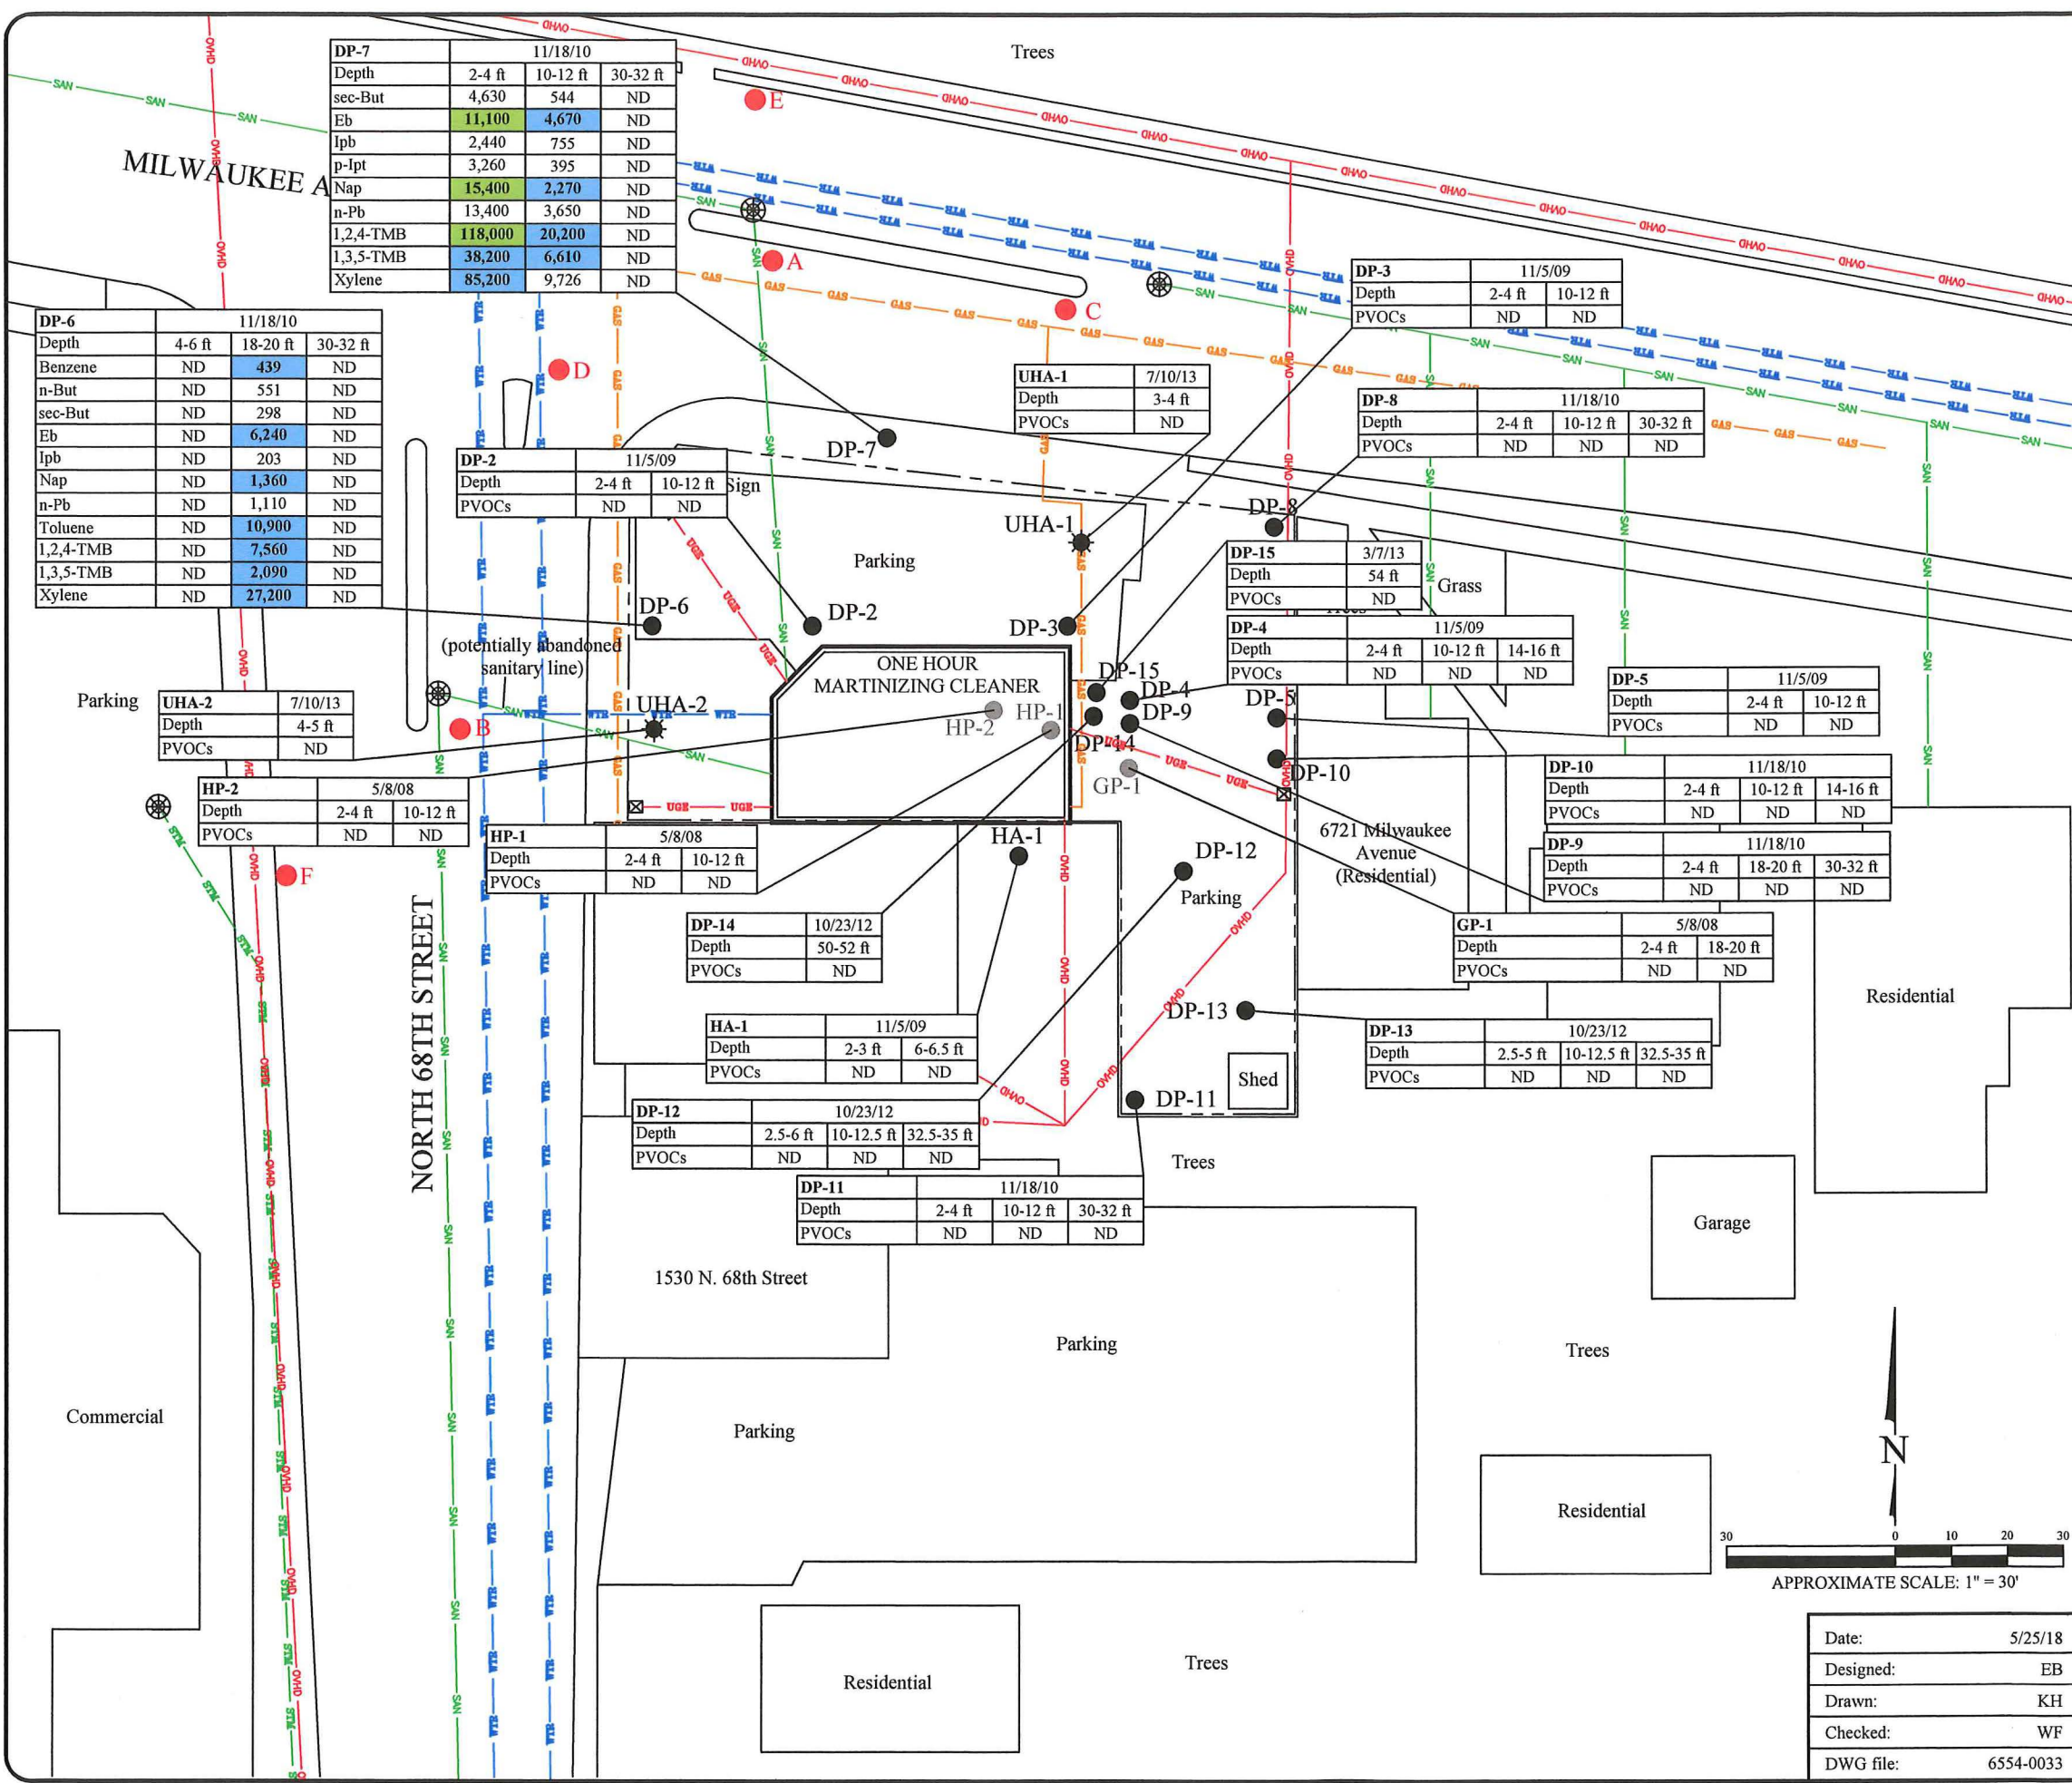 Trees
DP-7 11/18/10
Depth 2-4 ft 10-12 ft 30-32 ft
sec-But 4,630 544 ND
Eb 11,100 4,670 ND
Ipb 2,440 755 ND
p-Ipt 3,260 395 ND
Nap 15,400 2,270 ND
n-Pb 13,400 3,650 ND
1,2,4-TMB 118,000 20,200 ND
1,3,5-TMB 38,200 6,610 ND
Xylene 85,200 9,726 ND
E
MILWAUKEE A
A
C
D
DP-3 11/5/09
Depth 2-4 ft 10-12 ft
PVOCs ND ND
DP-6 11/18/10
Depth 4-6 ft 18-20 ft 30-32 ft
Benzene ND 439 ND
n-But ND 551 ND
sec-But ND 298 ND
Eb ND 6,240 ND
Ipb ND 203 ND
Nap ND 1,360 ND
n-Pb ND 1,110 ND
Toluene ND 10,900 ND
1,2,4-TMB ND 7,560 ND
1,3,5-TMB ND 2,090 ND
Xylene ND 27,200 ND
UHA-1 7/10/13
Depth 3-4 ft
PVOCs ND
DP-8 11/18/10
Depth 2-4 ft 10-12 ft 30-32 ft
PVOCs ND ND ND
DP-7
DP-2 11/5/09
Depth 2-4 ft 10-12 ft
PVOCs ND ND
Sign
UHA-1
DP-8
Parking
DP-15 3/7/13
Depth 54 ft
PVOCs ND
Grass
Trees
DP-6
DP-2
DP-3
DP-4 11/5/09
Depth 2-4 ft 10-12 ft 14-16 ft
PVOCs ND ND ND
(potentially abandoned
sanitary line)
ONE HOUR
MARTINIZING CLEANER
DP-15
DP-4
DP-9
DP-5
DP-5 11/5/09
Depth 2-4 ft 10-12 ft
PVOCs ND ND
Parking
UHA-2 7/10/13
Depth 4-5 ft
PVOCs ND
B
UHA-2
HP-2
HP-1
DP-14
GP-1
DP-10
DP-10 11/18/10
Depth 2-4 ft 10-12 ft 14-16 ft
PVOCs ND ND ND
HP-2 5/8/08
Depth 2-4 ft 10-12 ft
PVOCs ND ND
HP-1 5/8/08
Depth 2-4 ft 10-12 ft
PVOCs ND ND
HA-1
DP-12
Parking
6721 Milwaukee
Avenue
(Residential)
DP-9 11/18/10
Depth 2-4 ft 18-20 ft 30-32 ft
PVOCs ND ND ND
F
NORTH 68TH STREET
DP-14 10/23/12
Depth 50-52 ft
PVOCs ND
GP-1 5/8/08
Depth 2-4 ft 18-20 ft
PVOCs ND ND
Residential
HA-1 11/5/09
Depth 2-3 ft 6-6.5 ft
PVOCs ND ND
DP-13
DP-13 10/23/12
Depth 2.5-5 ft 10-12.5 ft 32.5-35 ft
PVOCs ND ND ND
Shed
DP-11
DP-12 10/23/12
Depth 2.5-6 ft 10-12.5 ft 32.5-35 ft
PVOCs ND ND ND
Trees
DP-11 11/18/10
Depth 2-4 ft 10-12 ft 30-32 ft
PVOCs ND ND ND
Garage
1530 N. 68th Street
Parking
Trees
Commercial
Parking
N
Residential
30 0 10 20 30
APPROXIMATE SCALE: 1" = 30'
Residential
Trees
Date: 5/25/18
Designed: EB
Drawn: KH
Checked: WF
DWG file: 6554-0033
OVHD
SAN
WTR
GAS
UGE
STM